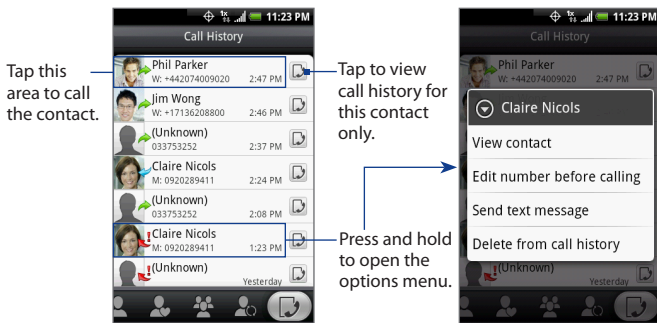 11:23 PM
Call History
Phil Parker
W: +442074009020 2:47 PM
Jim Wong
W: +17136208800 2:46 PM
(Unknown)
033753252 2:37 PM
Claire Nicols
M: 0920289411 2:24 PM
(Unknown)
033753252 2:08 PM
Claire Nicols
M: 0920289411 1:23 PM
(Unknown)
Yesterday
Tap this
area to call
the contact.
Tap to view
call history for
this contact
only.
Press and hold
to open the
options menu.
1x
11:23 PM
Call History
Phil Parker
W: +442074009020 2:47 PM
Claire Nicols
View contact
Edit number before calling
Send text message
Delete from call history
(Unknown)
Yesterday